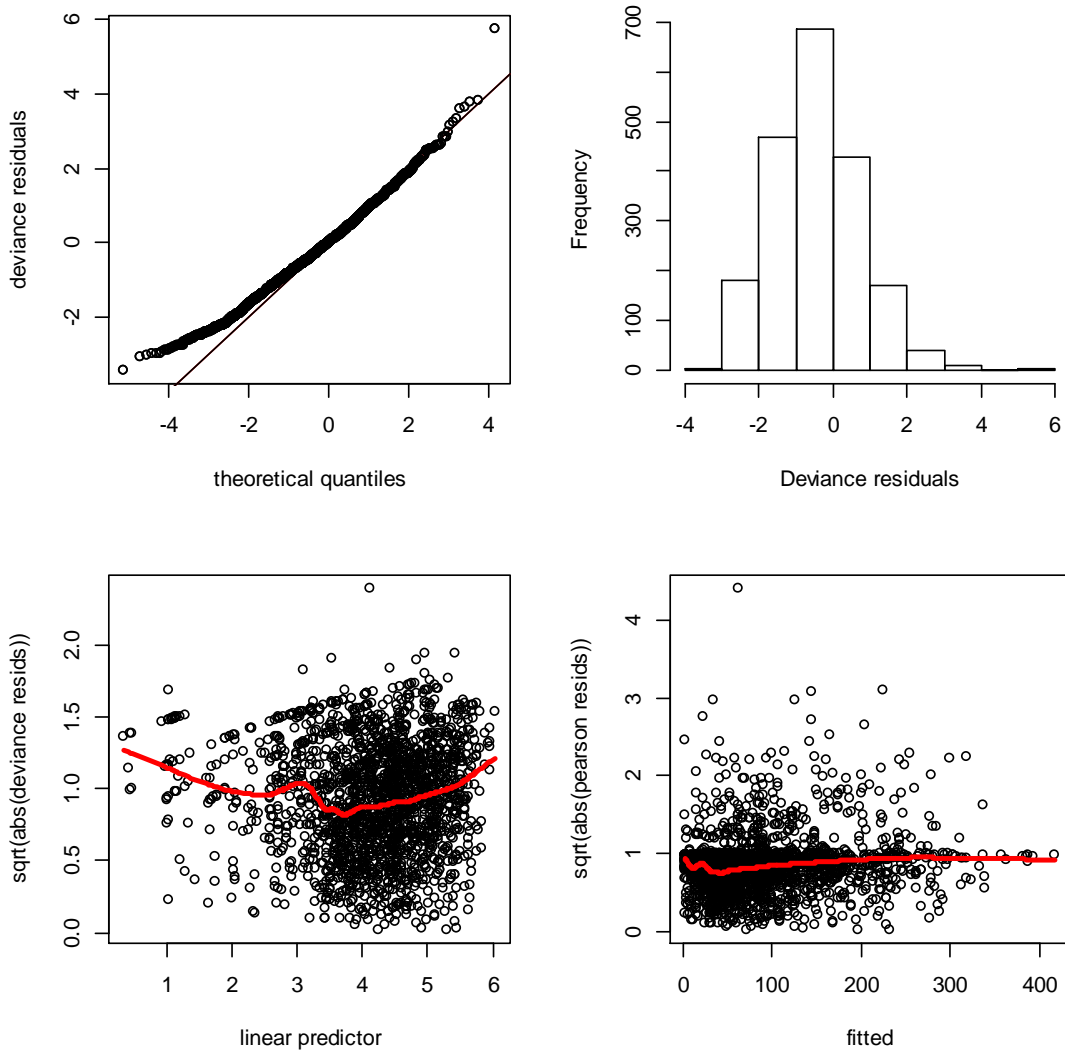 deviance residuals
6
4
2
0
-2
-4 -2 0 2 4
theoretical quantiles
Frequency
700
500
300
100
0
-4 -2 0 2 4 6
Deviance residuals
sqrt(abs(deviance resids))
2.0
1.5
1.0
0.5
0.0
1 2 3 4 5 6
linear predictor
sqrt(abs(pearson resids))
4
3
2
1
0
0 100 200 300 400
fitted